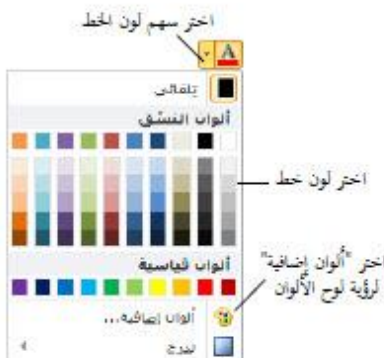 اختر سهم لون الخط
A
تلقائي
ألوان النسق
اختر لون خط
ألوان قياسية
اختر "ألوان إضافية"
لرؤية لوح الألوان
ألوان إضافية...
تدرج